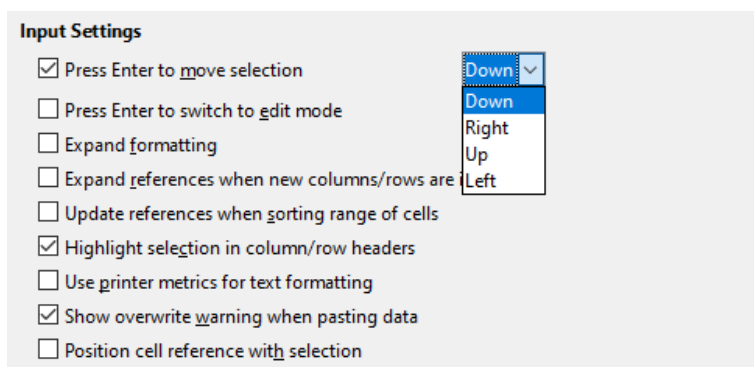 Input Settings
Press Enter to move selection Down
Press Enter to switch to edit mode Down
Expand formatting Right
Up
Expand references when new columns/rows are Left
Update references when sorting range of cells
Highlight selection in column/row headers
Use printer metrics for text formatting
Show overwrite warning when pasting data
Position cell reference with selection